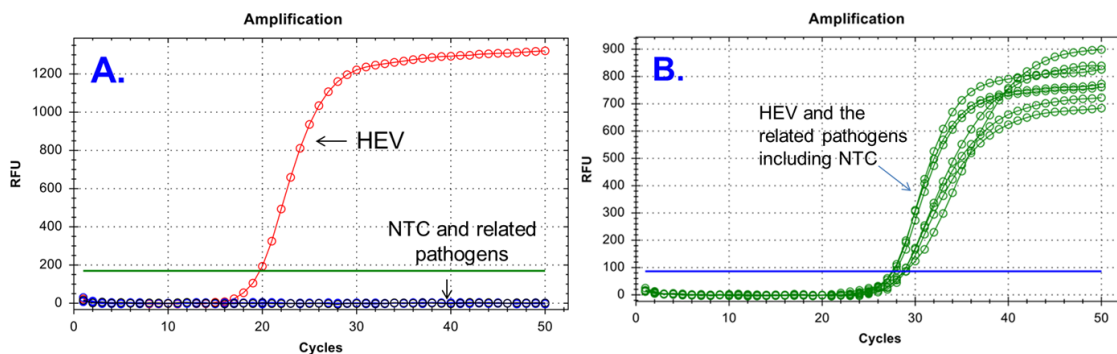 Amplification
A.
1200
1000
800
600
400
200
0
RFU
HEV
NTC and related
pathogens
0 10 20 30 40 50
Cycles
Amplification
B.
900
800
700
600
500
400
300
200
100
0
RFU
HEV and the
related pathogens
including NTC
0 10 20 30 40 50
Cycles